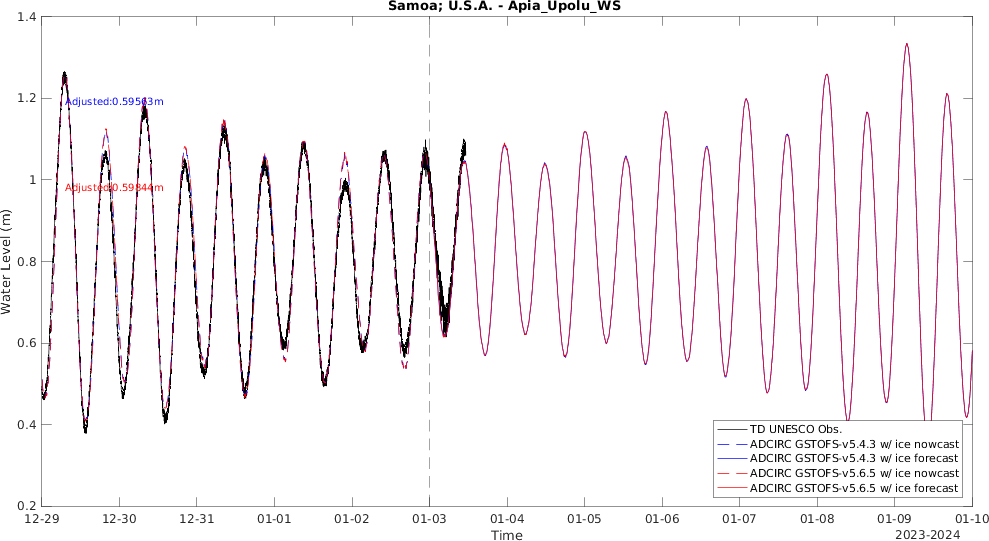 Samoa; U.S.A. - Apia_Upolu_WS
1.4
1.2
1
0.8
0.6
0.4
0.2
Water Level (m)
Adjusted:0.59563m
Adjusted:0.59844m
TD UNESCO Obs.
ADCIRC GSTOFS-v5.4.3 w/ ice nowcast
ADCIRC GSTOFS-v5.4.3 w/ ice forecast
ADCIRC GSTOFS-v5.6.5 w/ ice nowcast
ADCIRC GSTOFS-v5.6.5 w/ ice forecast
12-29 12-30 12-31 01-01 01-02 01-03 01-04 01-05 01-06 01-07 01-08 01-09 01-10
Time
2023-2024